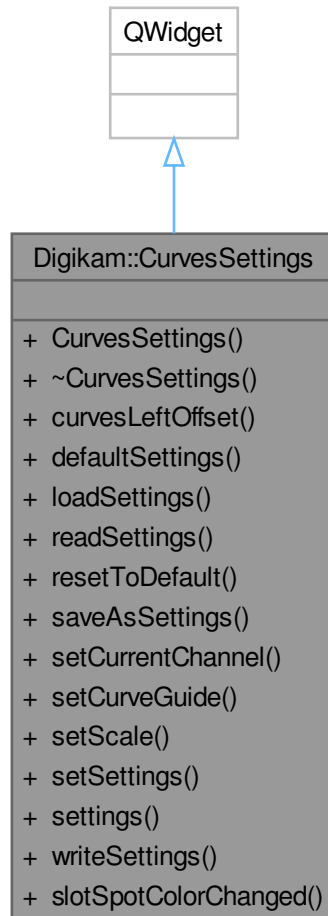 QWidget
Digikam::CurvesSettings
+ CurvesSettings()
+ ~CurvesSettings()
+ curvesLeftOffset()
+ defaultSettings()
+ loadSettings()
+ readSettings()
+ resetToDefault()
+ saveAsSettings()
+ setCurrentChannel()
+ setCurveGuide()
+ setScale()
+ setSettings()
+ settings()
+ writeSettings()
+ slotSpotColorChanged()